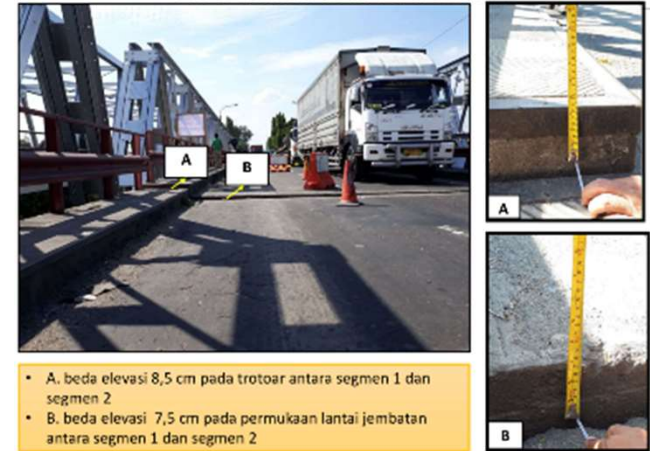 A
B
A
B
• A. beda elevasi 8,5 cm pada trotoar antara segmen 1 dan
segmen 2
• B. beda elevasi 7,5 cm pada permukaan lantai jembatan
antara segmen 1 dan segmen 2